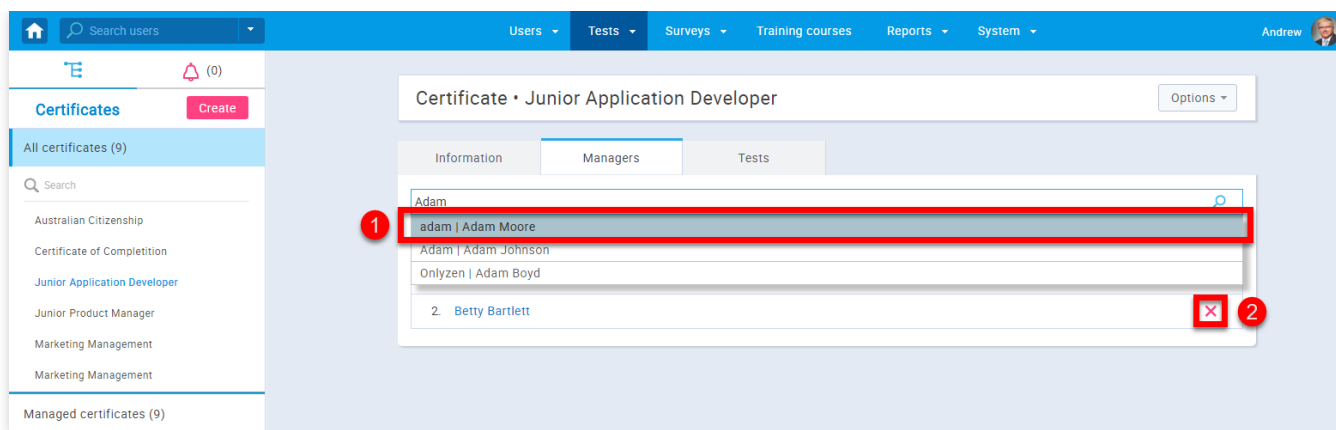 Search users
Users
Tests
Surveys
Training courses
Reports
System
Andrew
(0)
Certificates
Create
All certificates (9)
Search
Australian Citizenship
Certificate of Completition
Junior Application Developer
Junior Product Manager
Marketing Management
Marketing Management
Managed certificates (9)
Certificate • Junior Application Developer
Options
Information
Managers
Tests
Adam
1
adam | Adam Moore
Adam | Adam Johnson
Onlyzen | Adam Boyd
2. Betty Bartlett
2